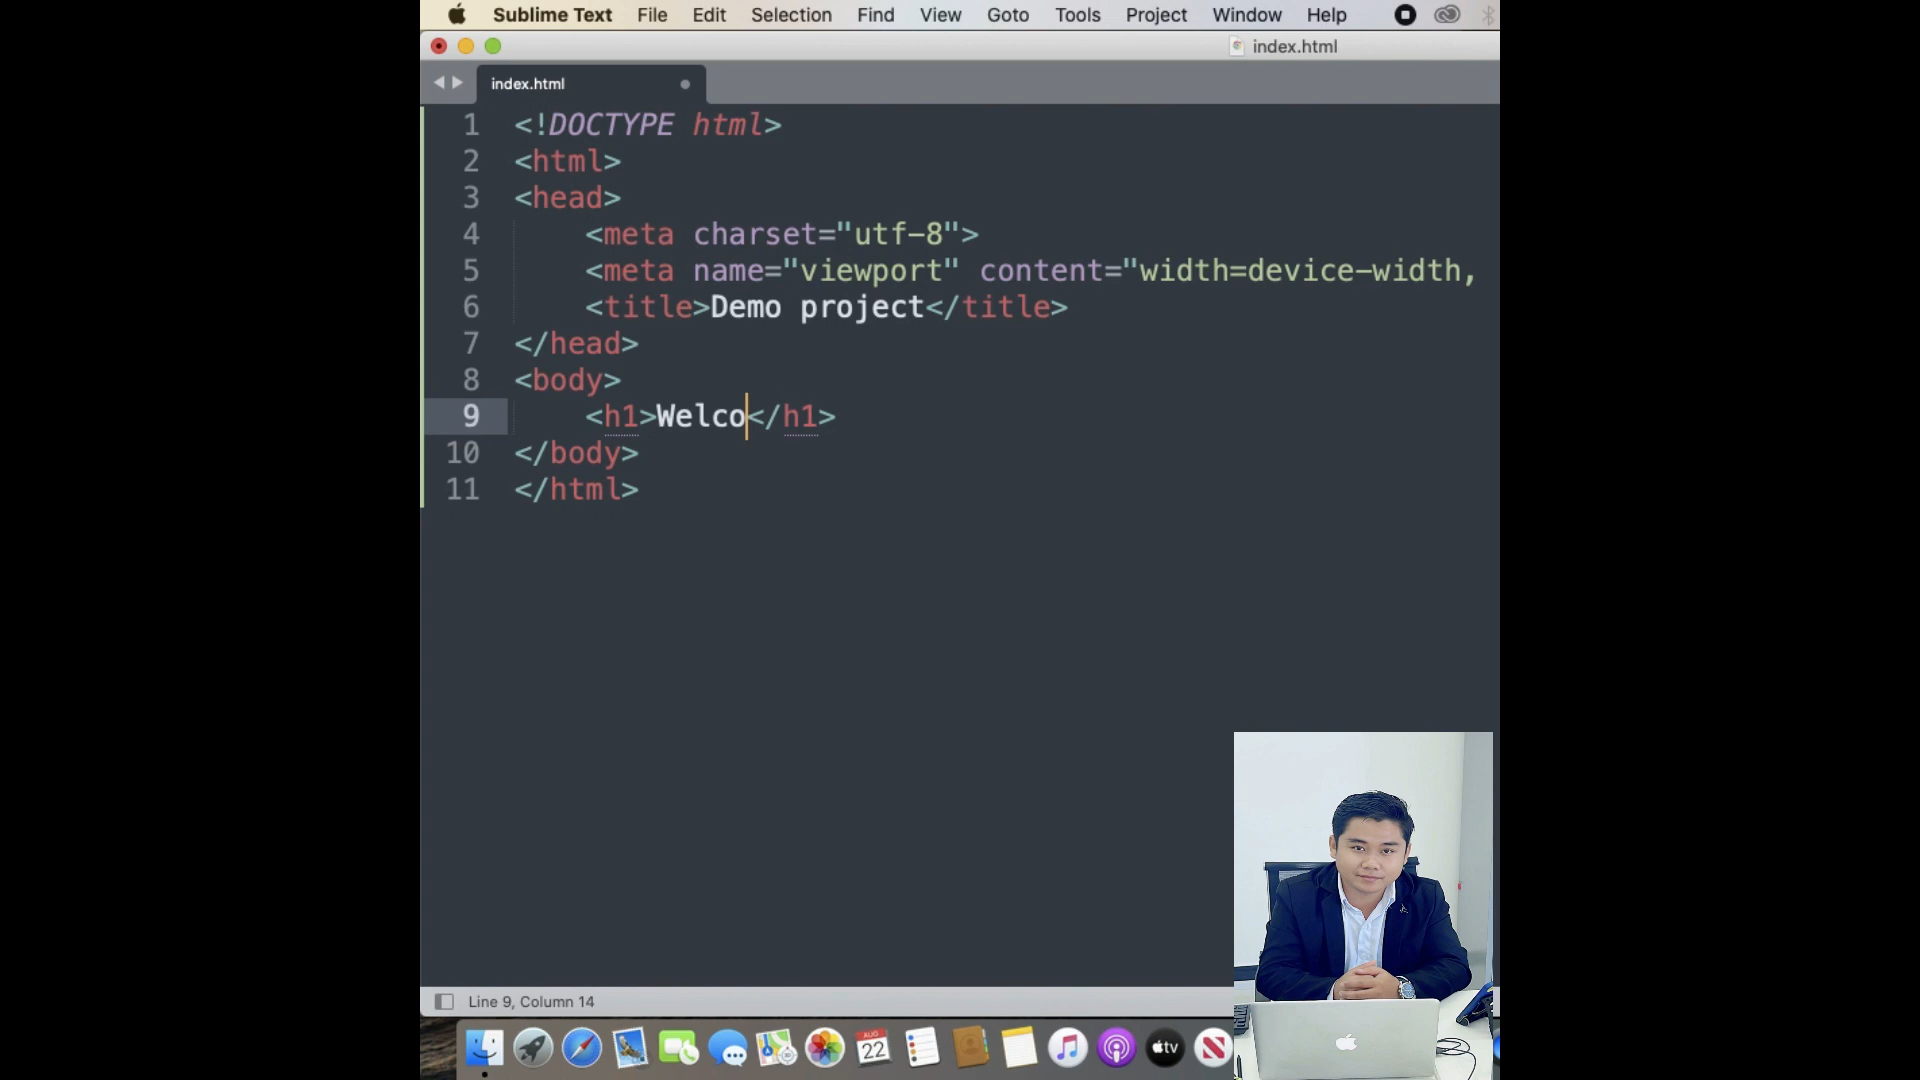 Sublime Text File Edit Selection Find View Goto Tools Project Window Help
index.html
index.html
1 <!DOCTYPE html>
2 <html>
3 <head>
4 <meta charset="utf-8">
5 <meta name="viewport" content="width=device-width,
6 <title>Demo project</title>
7 </head>
8 <body>
9 <h1>Welco</h1>
10 </body>
11 </html>
Line 9, Column 14
AUG
22
tv